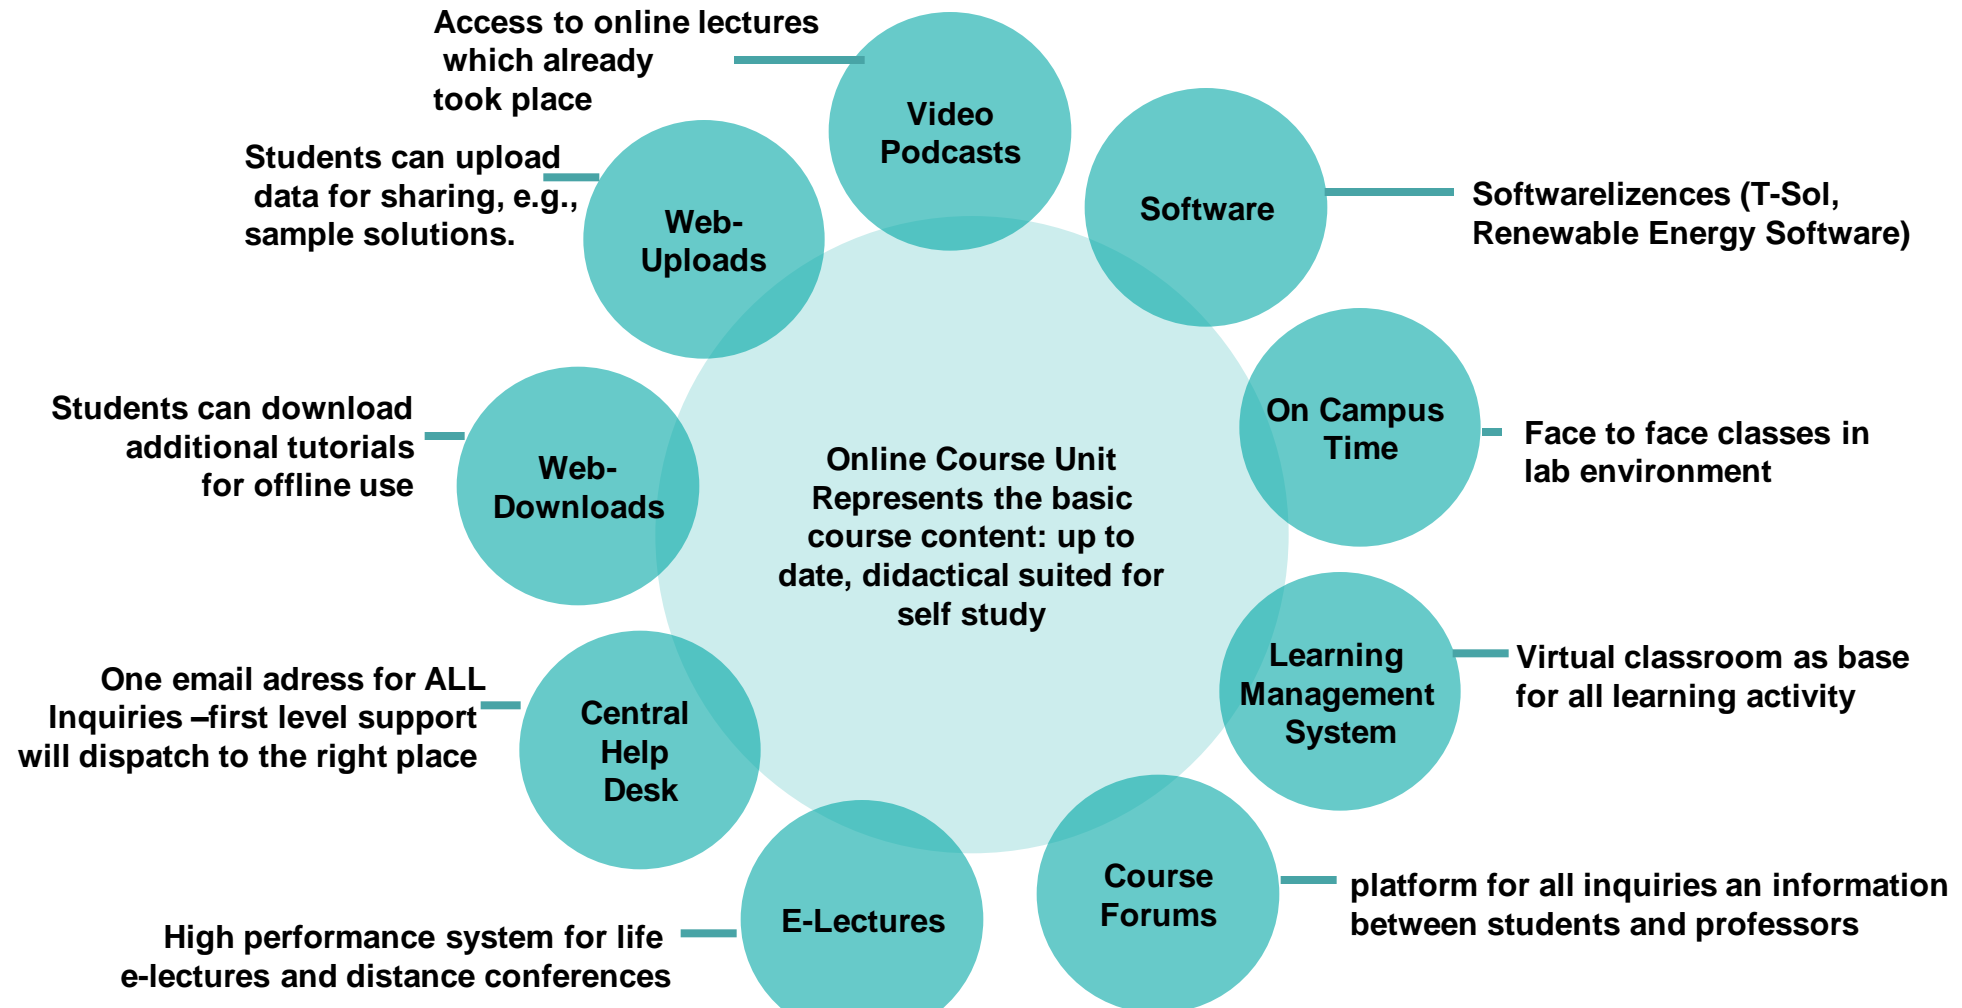 Access to online lectures
which already
took place
Video
Podcasts
Students can upload
data for sharing, e.g.,
sample solutions.
Web-
Uploads
Software
Softwarelizences (T-Sol,
Renewable Energy Software)
Students can download
additional tutorials
for offline use
Web-
Downloads
On Campus
Time
Face to face classes in
lab environment
Online Course Unit
Represents the basic
course content: up to
date, didactical suited for
self study
One email adress for ALL
Inquiries –first level support
will dispatch to the right place
Central
Help
Desk
Learning
Management
System
Virtual classroom as base
for all learning activity
High performance system for life
e-lectures and distance conferences
E-Lectures
Course
Forums
platform for all inquiries an information
between students and professors